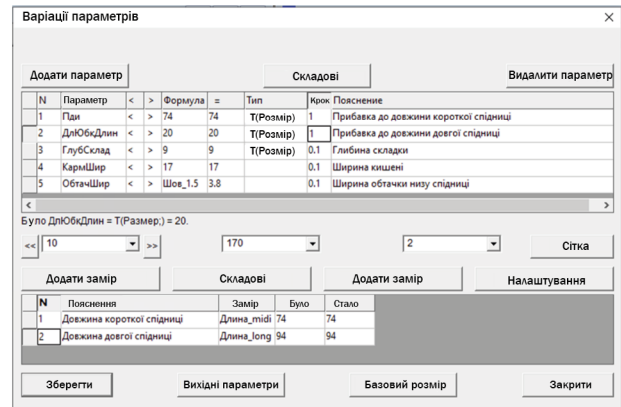 Варіації параметрів
Додати параметр Складові Видалити параметр
N Параметр < > Формула = Тип Крок Пояснение
1 Пди < > 74 74 Т(Розмір) 1 Прибавка до довжини короткої спідниці
2 ДлЮбкДлин < > 20 20 Т(Розмір) 1 Прибавка до довжини довгої спідниці
3 ГлубСклад < > 9 9 Т(Розмір) 0.1 Глибина складки
4 КармШир < > 17 17 0.1 Ширина кишені
5 ОбтачШир < > Шов_1.5 3.8 0.1 Ширина обтачки низу спідниці
Було ДлЮбкДлин = Т(Размер;) = 20.
<< 10 >> 170 2 Сітка
Додати замір Складові Додати замір Налаштування
N Пояснення Замір Було Стало
1 Довжина короткої спідниці Длина_midi 74 74
2 Довжина довгої спідниці Длина_long 94 94
Зберегти Вихідні параметри Базовий розмір Закрити